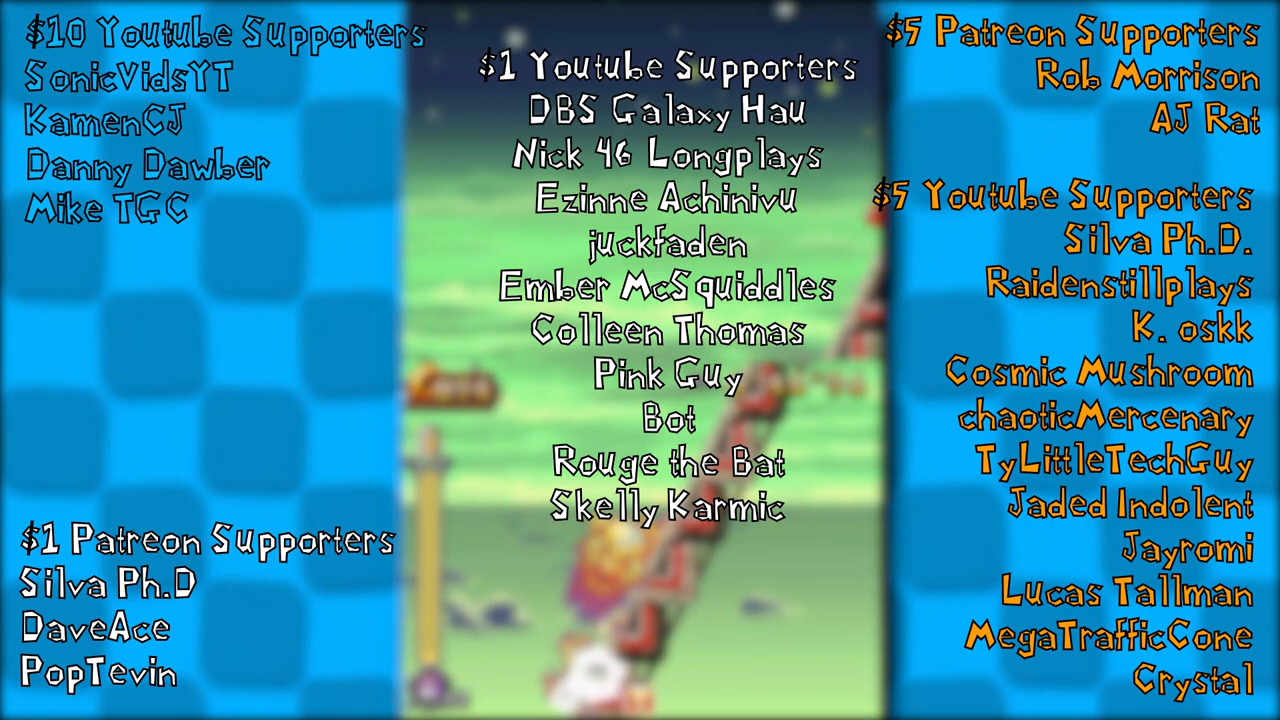 $10 Youtube Supporters
SonicVidsYT
KamenCJ
Danny Dawber
Mike TGC
$1 Patreon Supporters
Silva Ph.D
DaveAce
PopTevin
$1 Youtube Supporters
DBS Galaxy Hau
Nick 46 Longplays
Ezinne Achinivu
juckfaden
Ember McSquiddles
Colleen Thomas
Pink Guy
Bot
Rouge the Bat
Skelly Karmic
$5 Patreon Supporters
Rob Morrison
AJ Rat
$5 Youtube Supporters
Silva Ph.D.
Raidenstillplays
K. oskk
Cosmic Mushroom
chaoticMercenary
TyLittleTechGuy
Jaded Indolent
Jayromi
Lucas Tallman
MegaTrafficCone
Crystal